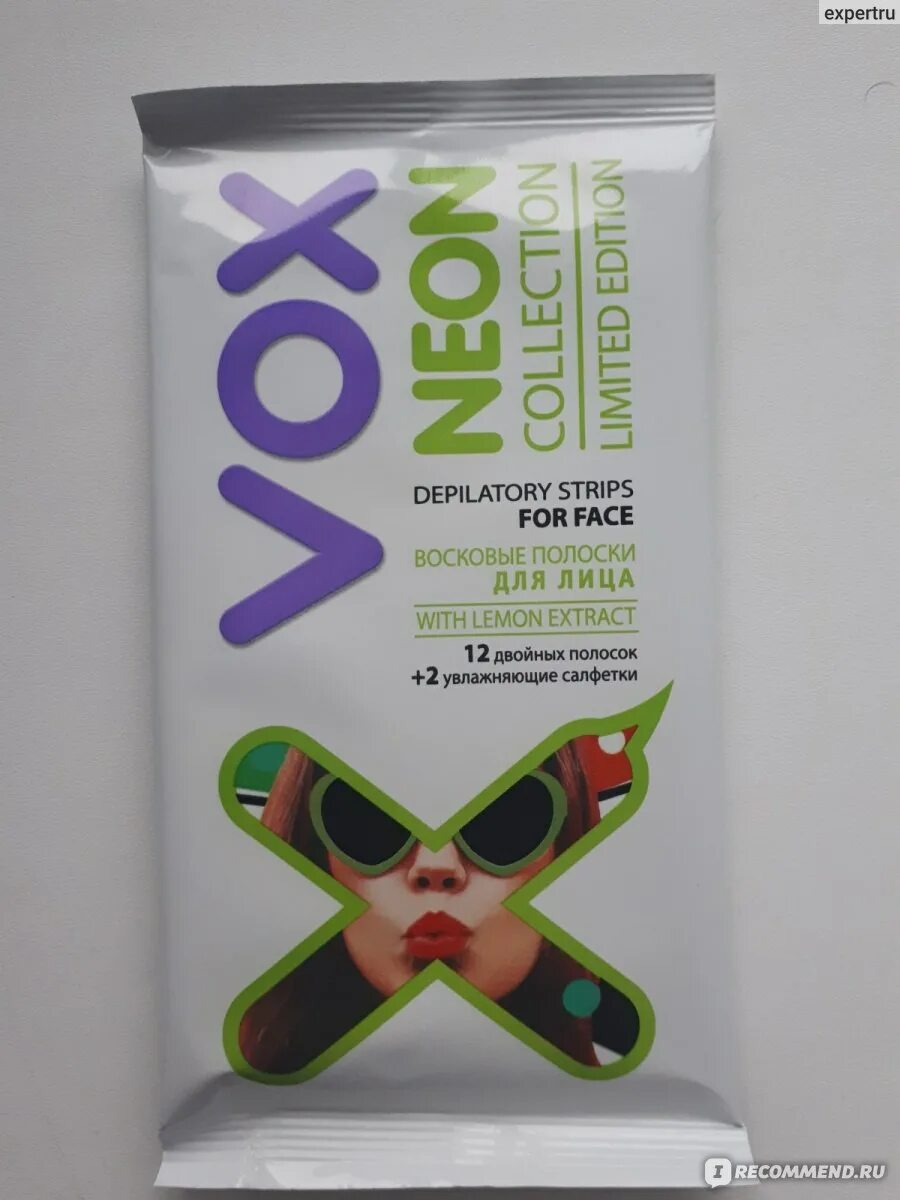 expertru
VOX
NEON
COLLECTION
LIMITED EDITION
DEPILATORY STRIPS
FOR FACE
ВОСКОВЫЕ ПОЛОСКИ
ДЛЯ ЛИЦА
WITH LEMON EXTRACT
12 двойных полосок
+2 увлажняющие салфетки
IRECOMMEND.RU